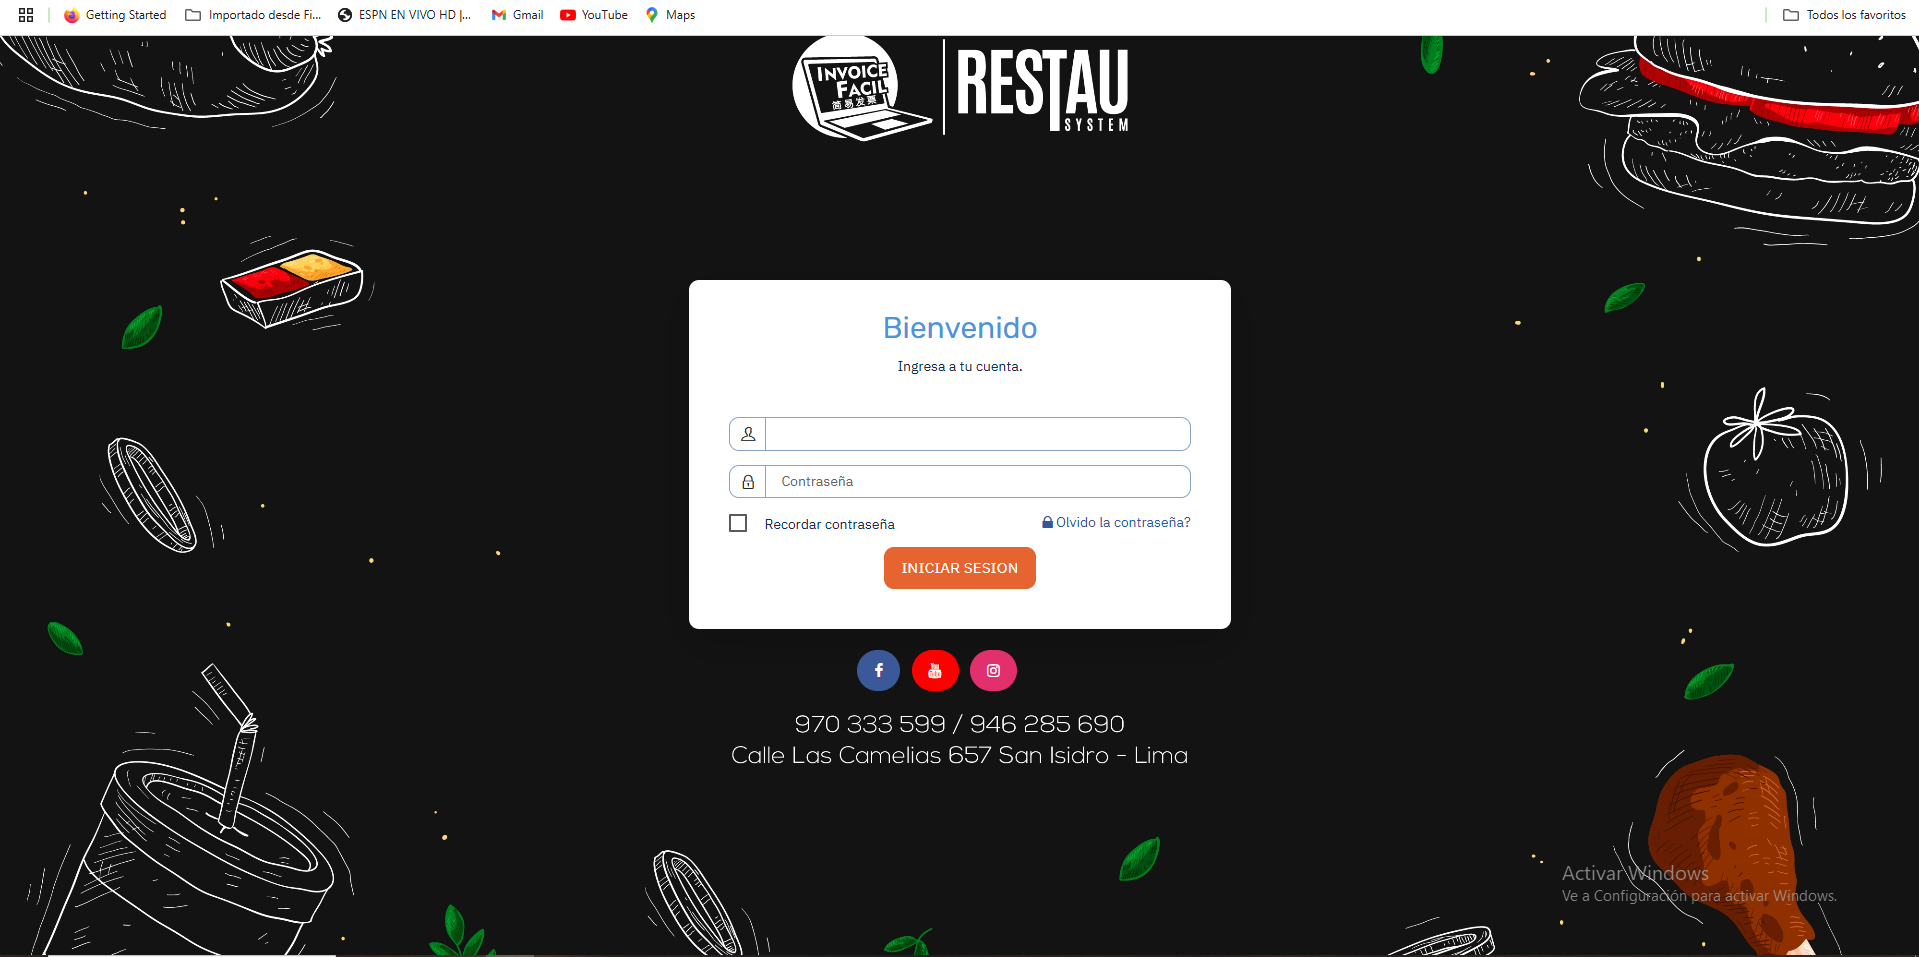 Getting Started
Importado desde Fi...
ESPN EN VIVO HD |...
Gmail
YouTube
Maps
Todos los favoritos
INVOICE
FACIL
简易发票
RESTAU
SYSTEM
Bienvenido
Ingresa a tu cuenta.
Contraseña
Recordar contraseña
Olvido la contraseña?
INICIAR SESION
970 333 599 / 946 285 690
Calle Las Camelias 657 San Isidro - Lima
Activar Windows
Ve a Configuración para activar Windows.